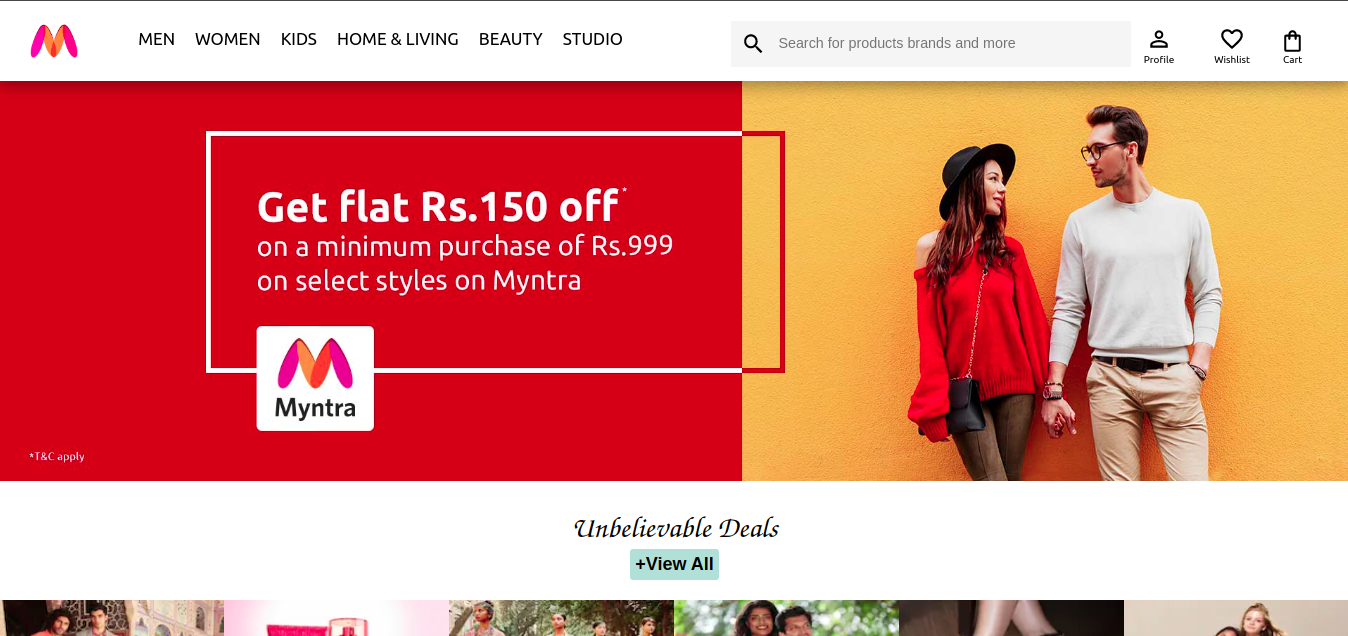 MEN WOMEN KIDS HOME & LIVING BEAUTY STUDIO
Search for products brands and more
Profile Wishlist Cart
Get flat Rs.150 off*
on a minimum purchase of Rs.999
on select styles on Myntra
Myntra
*T&C apply
Unbelievable Deals
+View All